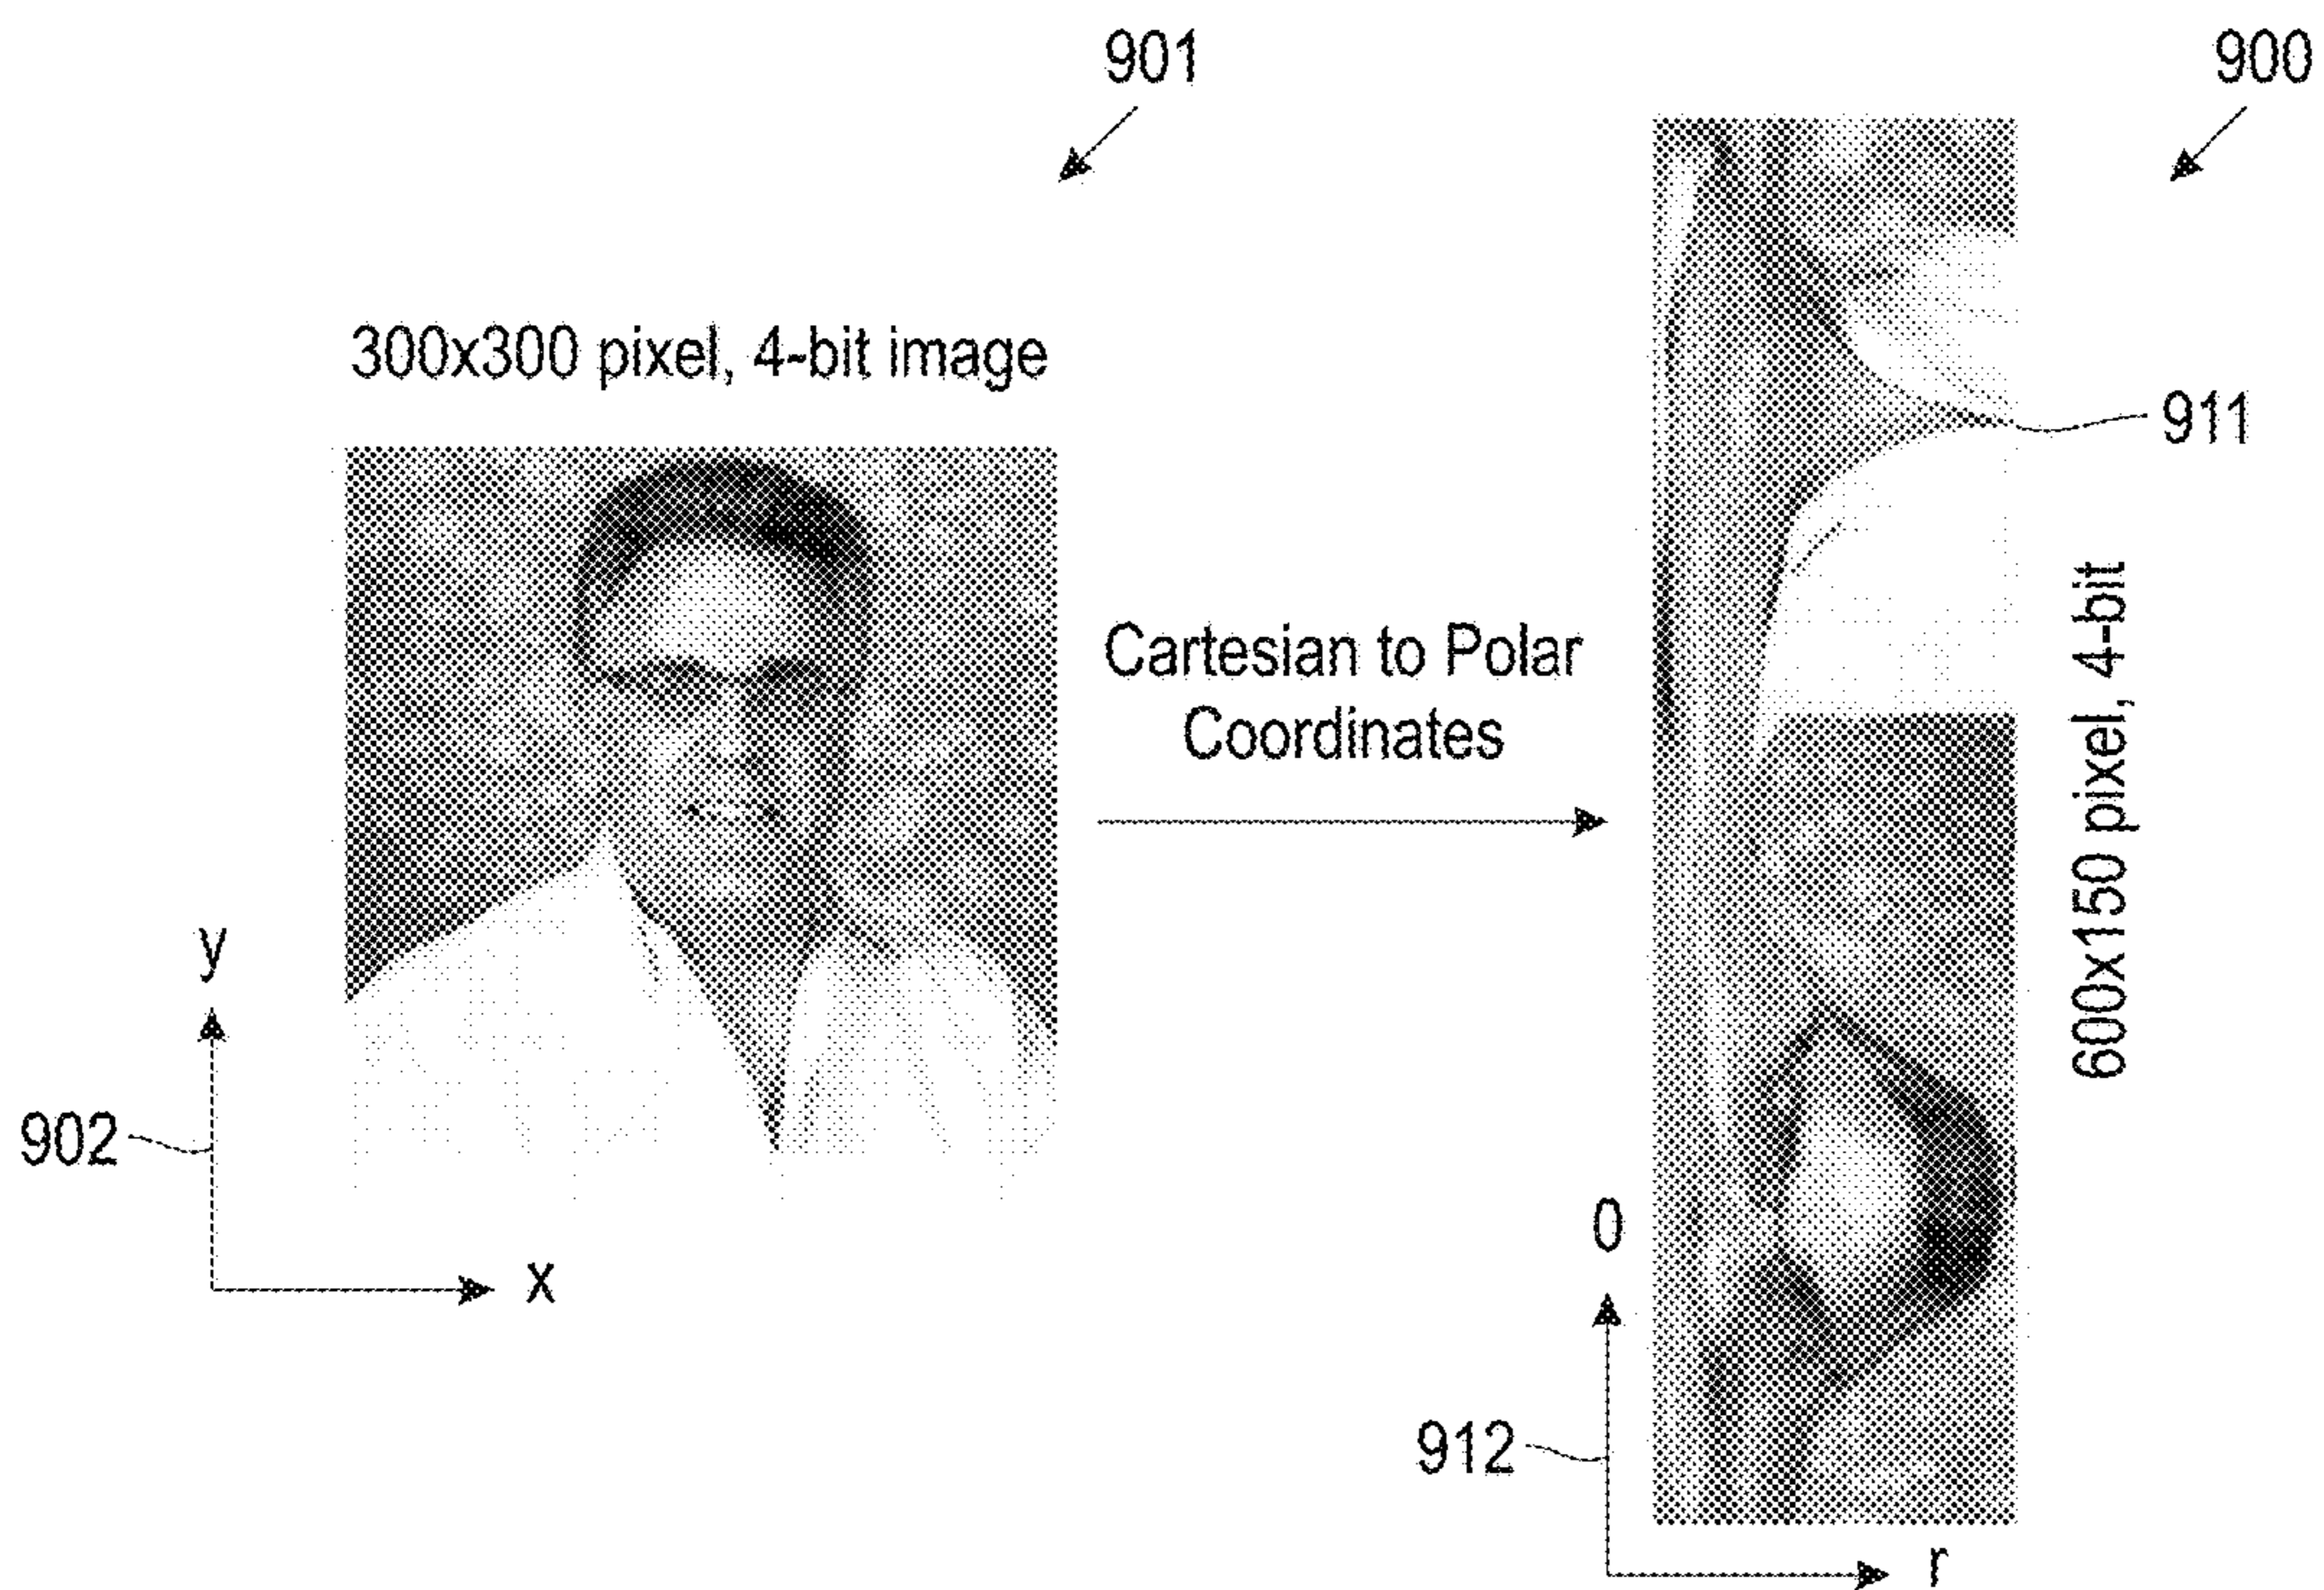 901
900
300x300 pixel, 4-bit image
911
Cartesian to Polar
Coordinates
600x150 pixel, 4-bit
y
902
x
0
912
r